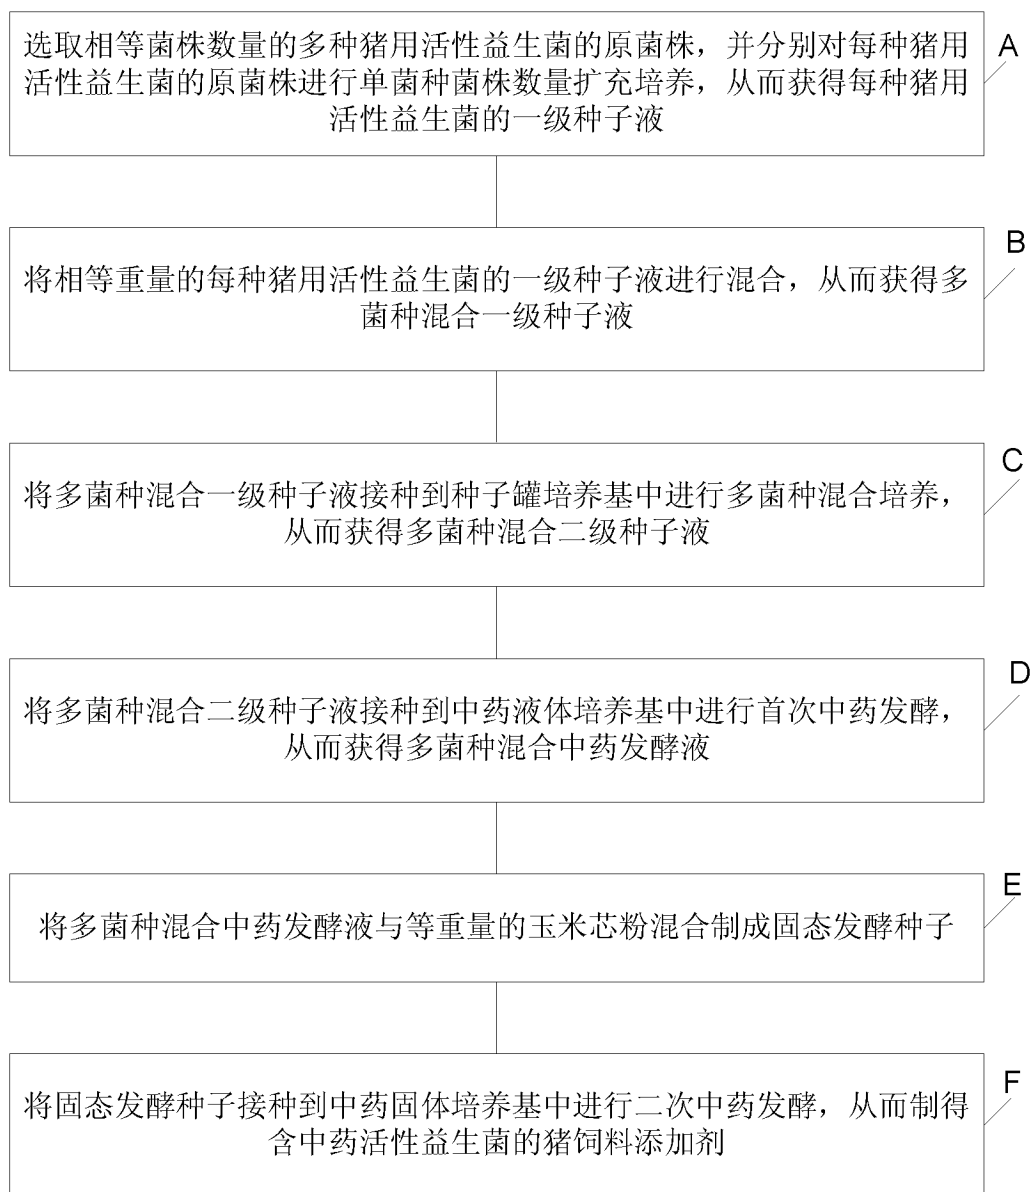 选取相等菌株数量的多种猪用活性益生菌的原菌株，并分别对每种猪用
活性益生菌的原菌株进行单菌种菌株数量扩充培养，从而获得每种猪用
活性益生菌的一级种子液
A
将相等重量的每种猪用活性益生菌的一级种子液进行混合，从而获得多
菌种混合一级种子液
B
将多菌种混合一级种子液接种到种子罐培养基中进行多菌种混合培养，
从而获得多菌种混合二级种子液
C
将多菌种混合二级种子液接种到中药液体培养基中进行首次中药发酵，
从而获得多菌种混合中药发酵液
D
将多菌种混合中药发酵液与等重量的玉米芯粉混合制成固态发酵种子
E
将固态发酵种子接种到中药固体培养基中进行二次中药发酵，从而制得
含中药活性益生菌的猪饲料添加剂
F